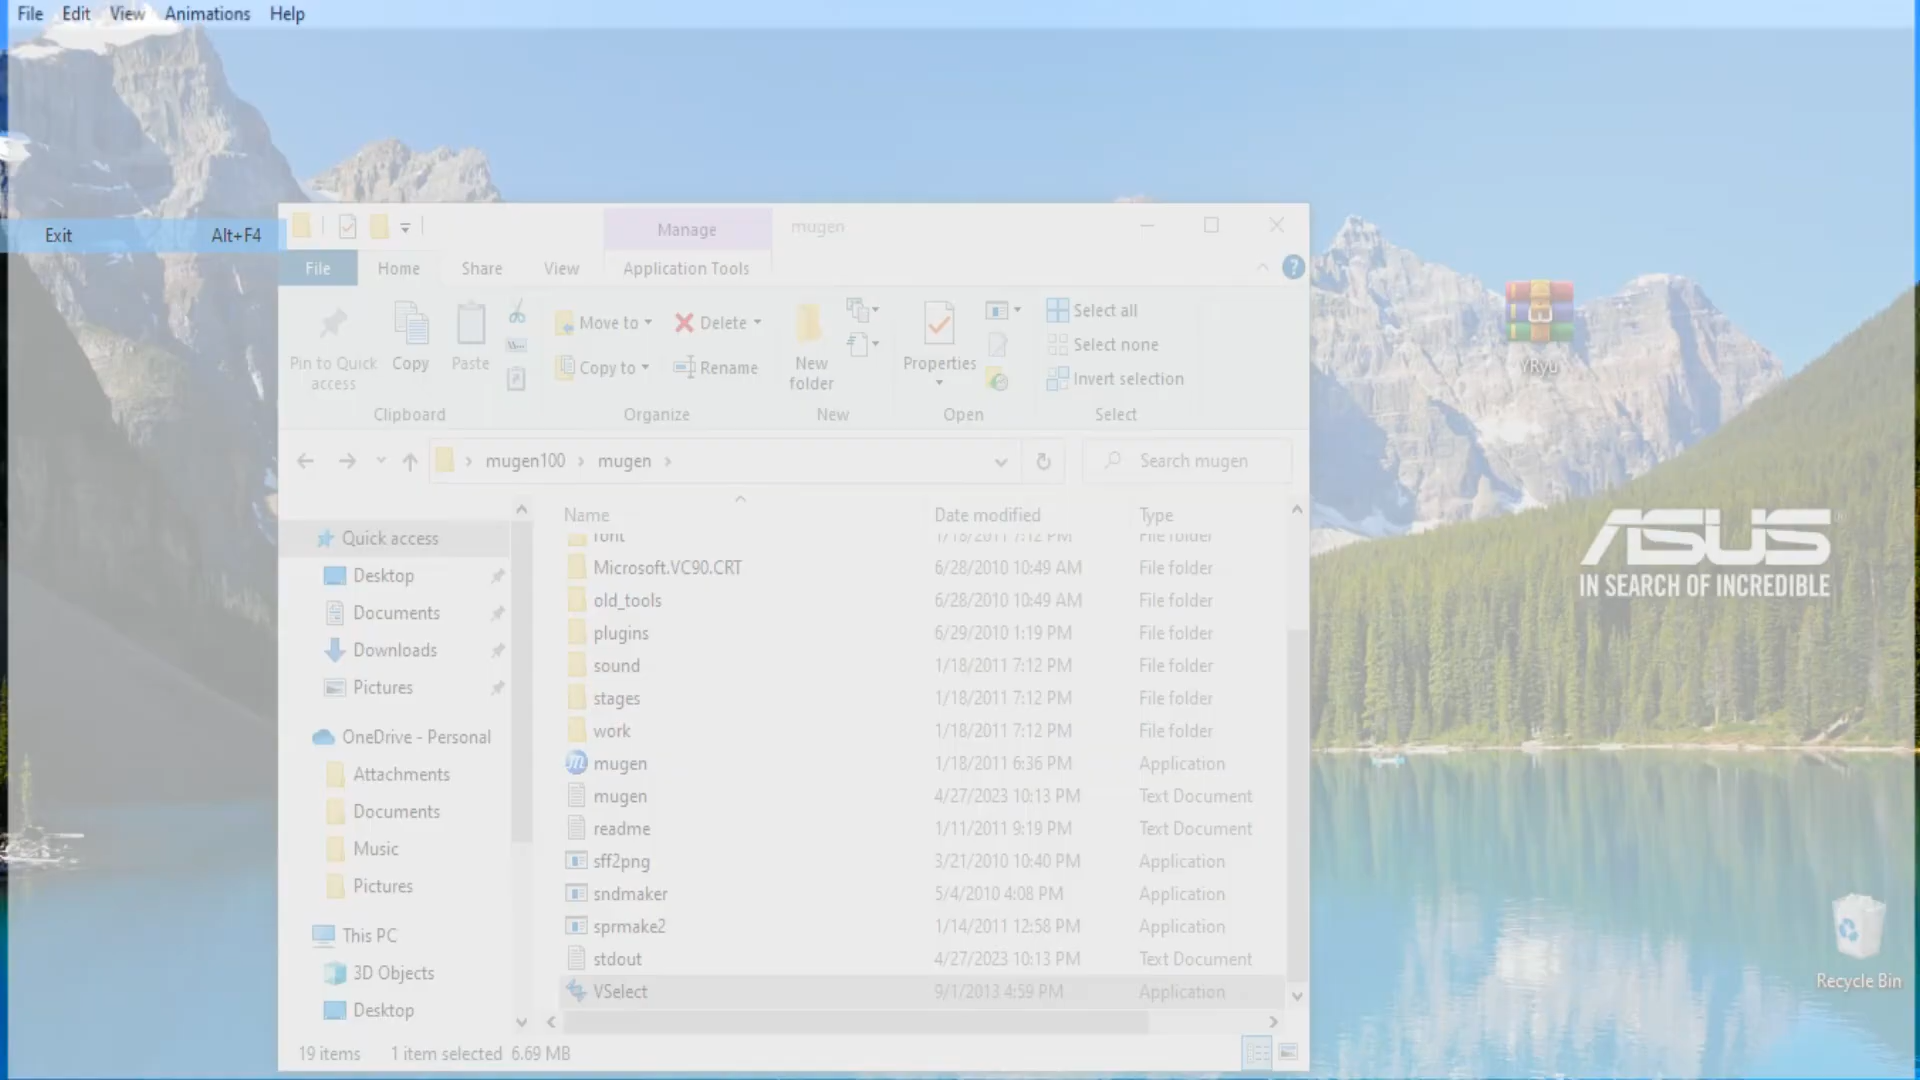 File Edit View Animations Help
Exit Alt+F4
Manage mugen
File Home Share View Application Tools
Pin to Quick access
Copy
Paste
Move to
Copy to
Delete
Rename
New folder
Properties
Select all
Select none
Invert selection
Clipboard Organize New Open Select
mugen100 mugen
Search mugen
Quick access
Desktop
Documents
Downloads
Pictures
OneDrive - Personal
Attachments
Documents
Music
Pictures
This PC
3D Objects
Desktop
Name Date modified Type
font 1/18/2011 7:12 PM File folder
Microsoft.VC90.CRT 6/28/2010 10:49 AM File folder
old_tools 6/28/2010 10:49 AM File folder
plugins 6/29/2010 1:19 PM File folder
sound 1/18/2011 7:12 PM File folder
stages 1/18/2011 7:12 PM File folder
work 1/18/2011 7:12 PM File folder
mugen 1/18/2011 6:36 PM Application
mugen 4/27/2023 10:13 PM Text Document
readme 1/11/2011 9:19 PM Text Document
sff2png 3/21/2010 10:40 PM Application
sndmaker 5/4/2010 4:08 PM Application
sprmake2 1/14/2011 12:58 PM Application
stdout 4/27/2023 10:13 PM Text Document
VSelect 9/1/2013 4:59 PM Application
19 items 1 item selected 6.69 MB
YRyu
ASUS
IN SEARCH OF INCREDIBLE
Recycle Bin